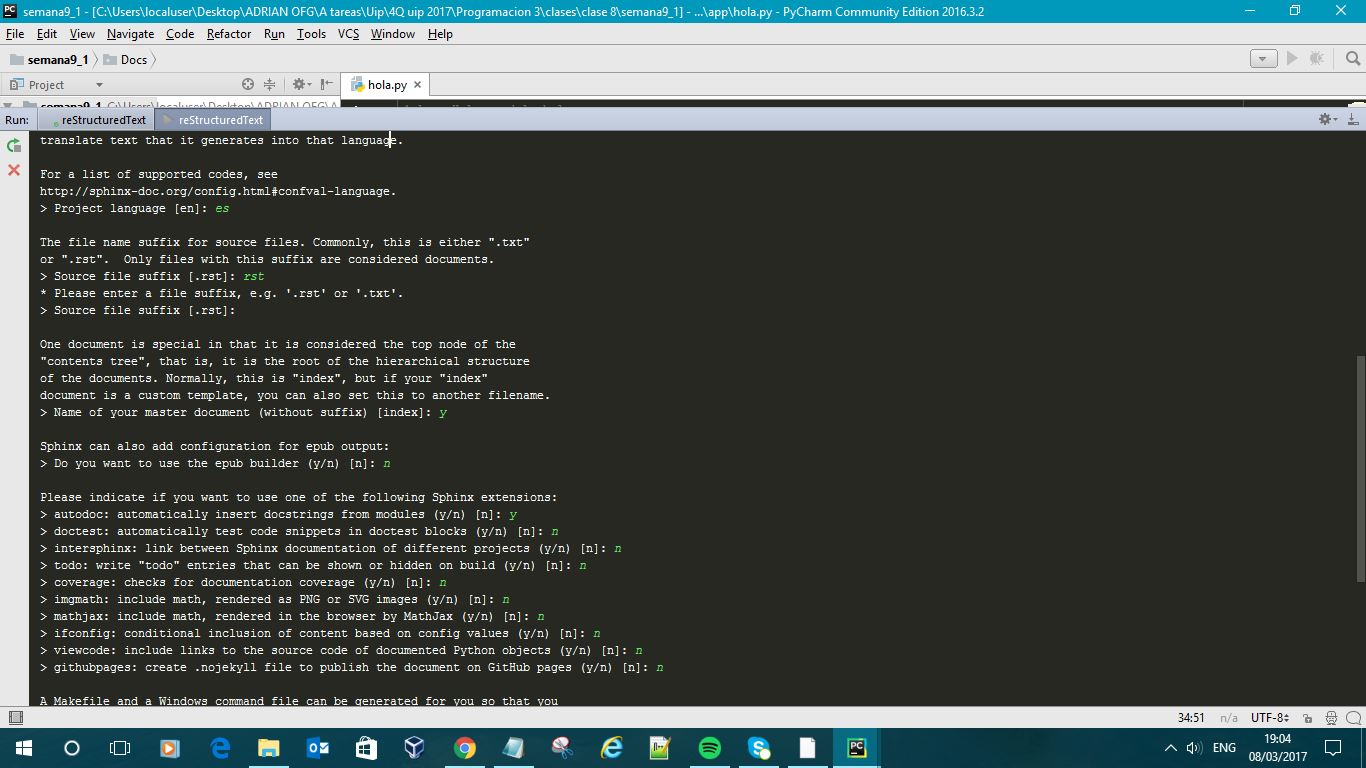 semana9_1 - [C:\Users\localuser\Desktop\ADRIAN OFG\A tareas\Uip\4Q uip 2017\Programacion 3\clases\clase 8\semana9_1] - ...\app\hola.py - PyCharm Community Edition 2016.3.2
File Edit View Navigate Code Refactor Run Tools VCS Window Help
semana9_1 Docs
Project hola.py
semana9_1 C:\Users\localuser\Desktop\ADRIAN OFG\A
Run: reStructuredText reStructuredText
translate text that it generates into that language.
For a list of supported codes, see
http://sphinx-doc.org/config.html#confval-language.
> Project language [en]: es
The file name suffix for source files. Commonly, this is either ".txt"
or ".rst".  Only files with this suffix are considered documents.
> Source file suffix [.rst]: rst
* Please enter a file suffix, e.g. '.rst' or '.txt'.
> Source file suffix [.rst]:
One document is special in that it is considered the top node of the
"contents tree", that is, it is the root of the hierarchical structure
of the documents. Normally, this is "index", but if your "index"
document is a custom template, you can also set this to another filename.
> Name of your master document (without suffix) [index]: y
Sphinx can also add configuration for epub output:
> Do you want to use the epub builder (y/n) [n]: n
Please indicate if you want to use one of the following Sphinx extensions:
> autodoc: automatically insert docstrings from modules (y/n) [n]: y
> doctest: automatically test code snippets in doctest blocks (y/n) [n]: n
> intersphinx: link between Sphinx documentation of different projects (y/n) [n]: n
> todo: write "todo" entries that can be shown or hidden on build (y/n) [n]: n
> coverage: checks for documentation coverage (y/n) [n]: n
> imgmath: include math, rendered as PNG or SVG images (y/n) [n]: n
> mathjax: include math, rendered in the browser by MathJax (y/n) [n]: n
> ifconfig: conditional inclusion of content based on config values (y/n) [n]: n
> viewcode: include links to the source code of documented Python objects (y/n) [n]: n
> githubpages: create .nojekyll file to publish the document on GitHub pages (y/n) [n]: n
A Makefile and a Windows command file can be generated for you so that you
34:51 n/a UTF-8
ENG 19:04
08/03/2017